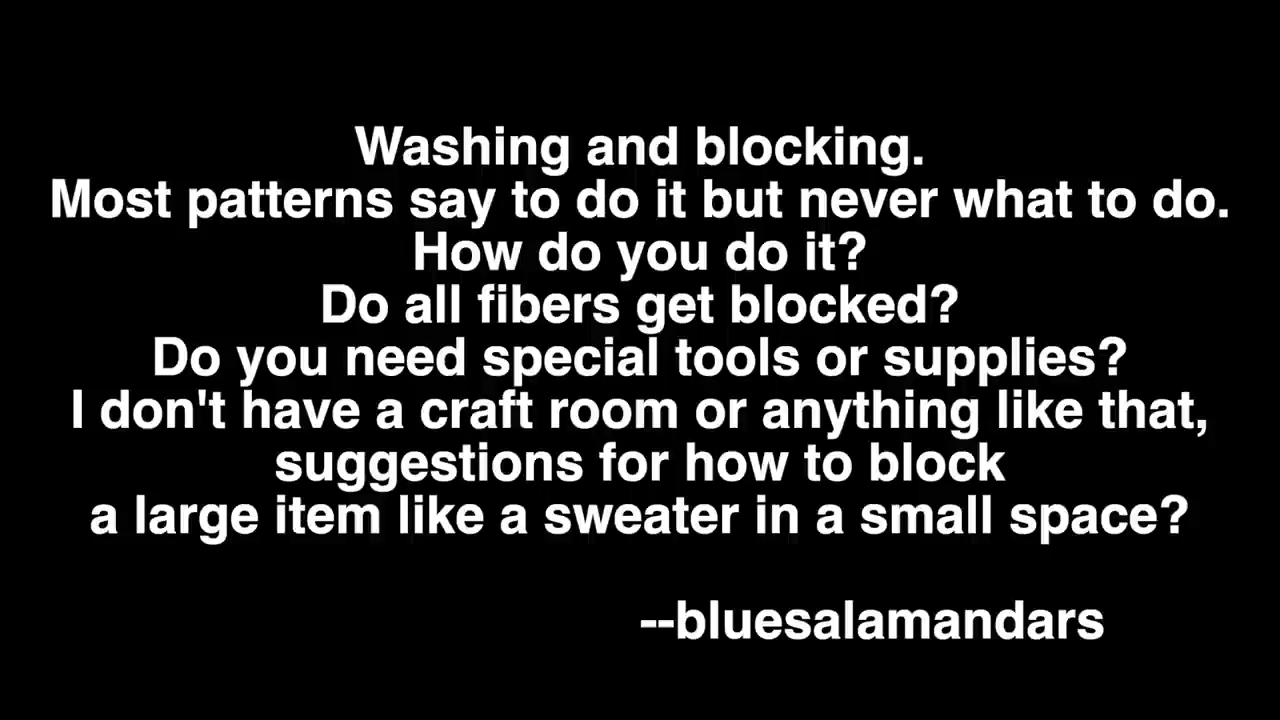 Washing and blocking.
Most patterns say to do it but never what to do.
How do you do it?
Do all fibers get blocked?
Do you need special tools or supplies?
I don't have a craft room or anything like that,
suggestions for how to block
a large item like a sweater in a small space?
--bluesalamandars